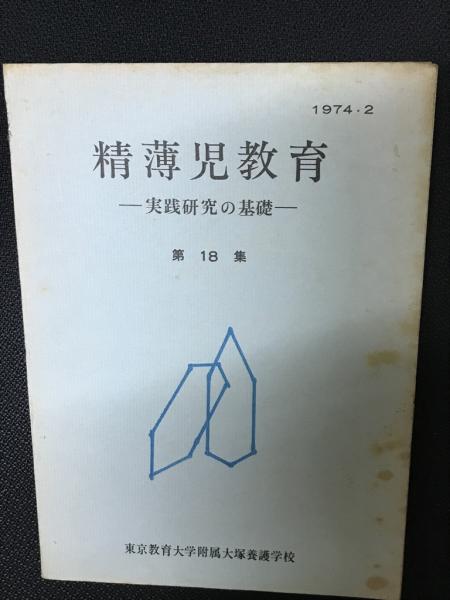 1974・2
精薄児教育
―実践研究の基礎―
第 18 集
東京教育大学附属大塚養護学校